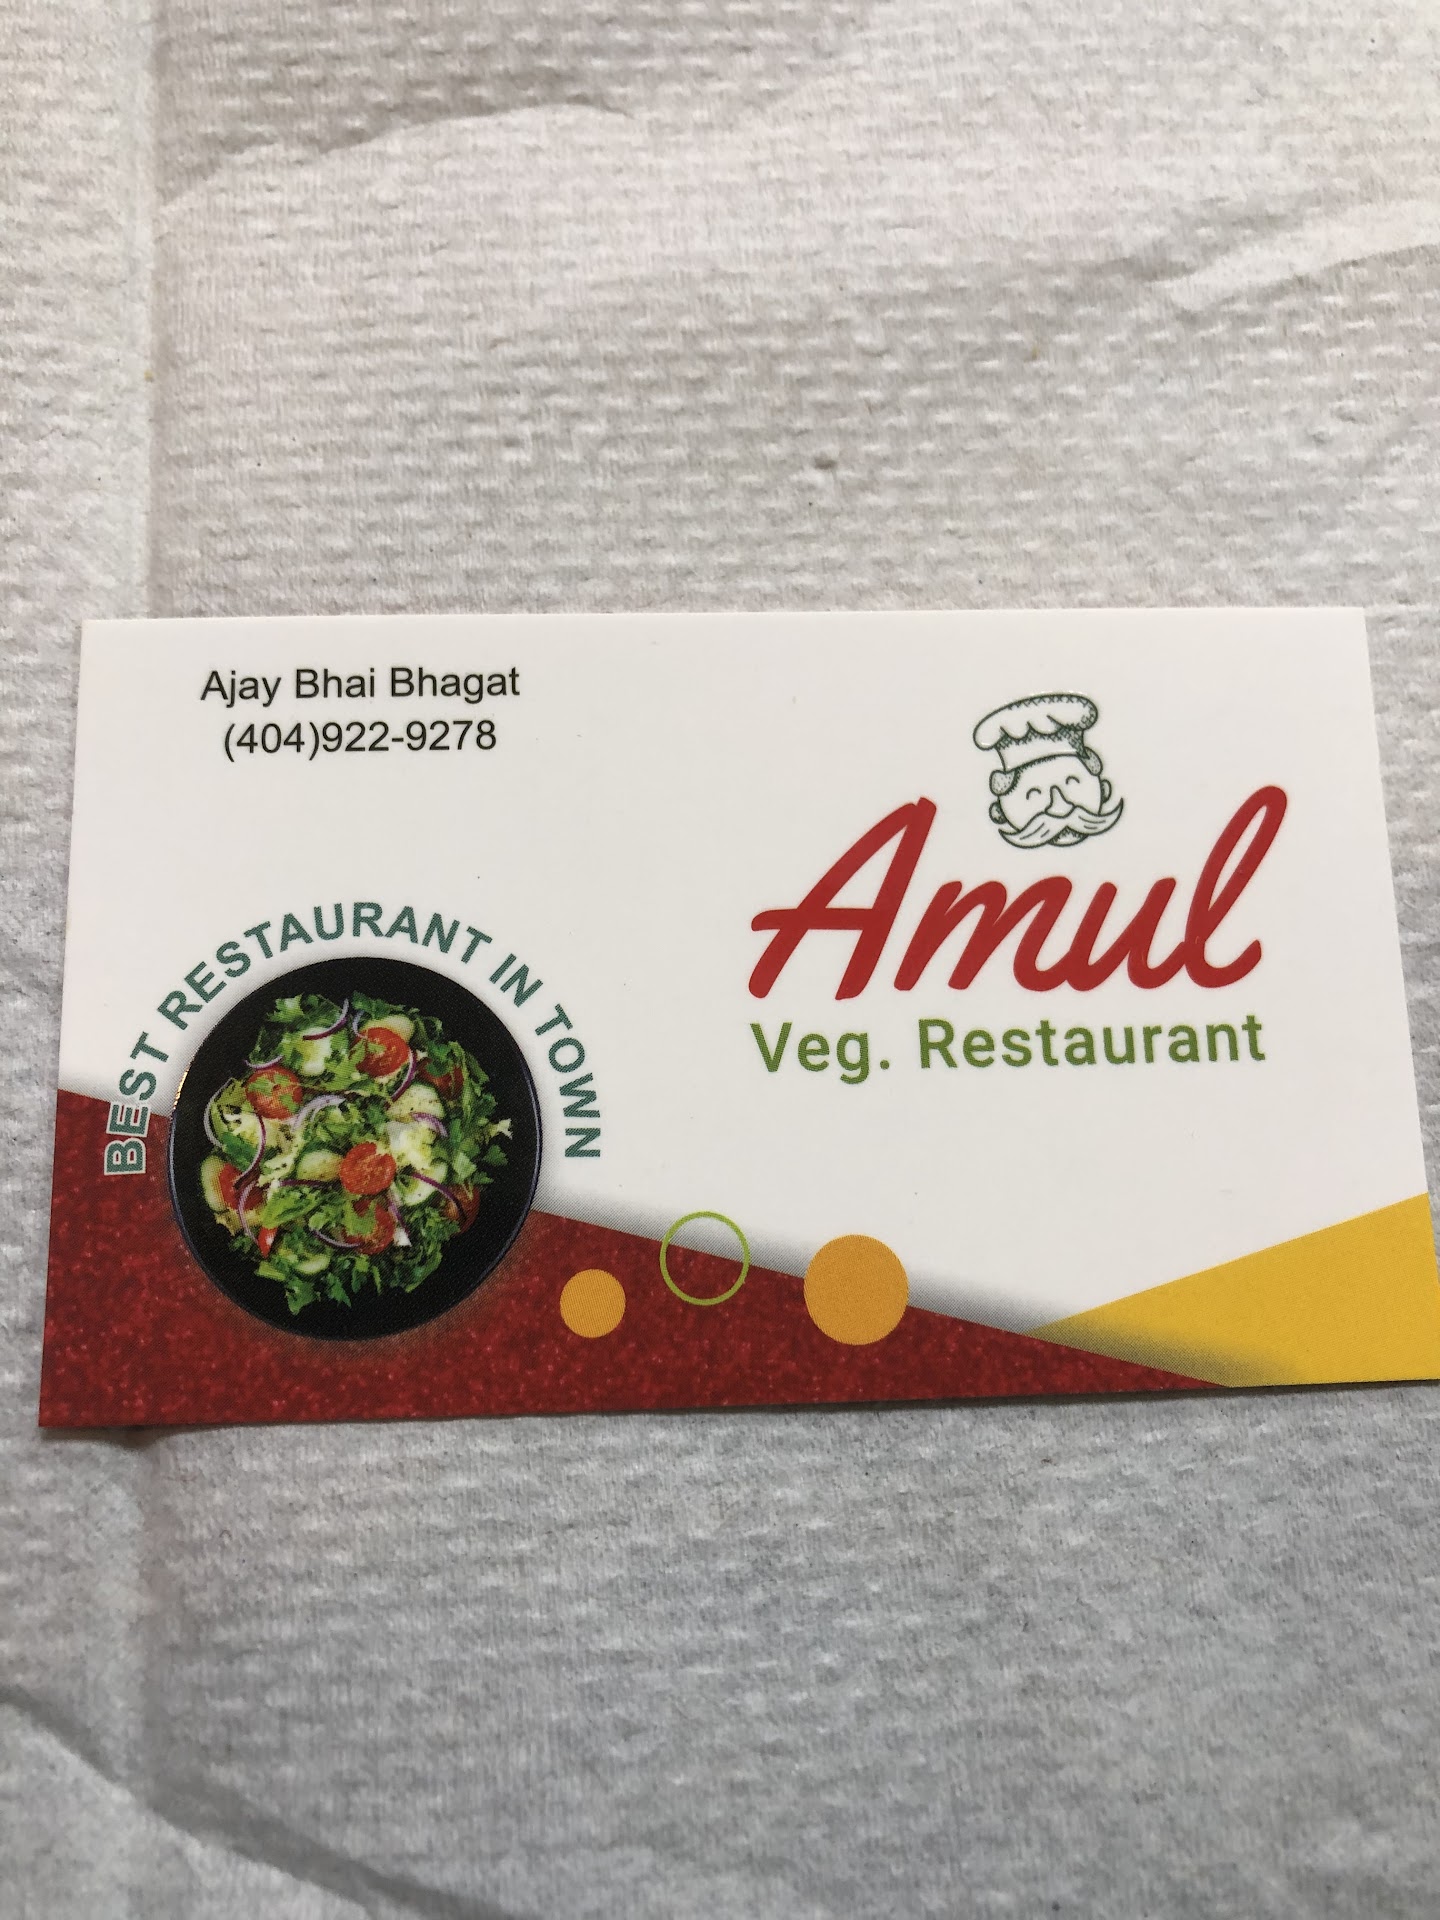 Ajay Bhai Bhagat
(404)922-9278
BEST RESTAURANT IN TOWN
Amul
Veg. Restaurant